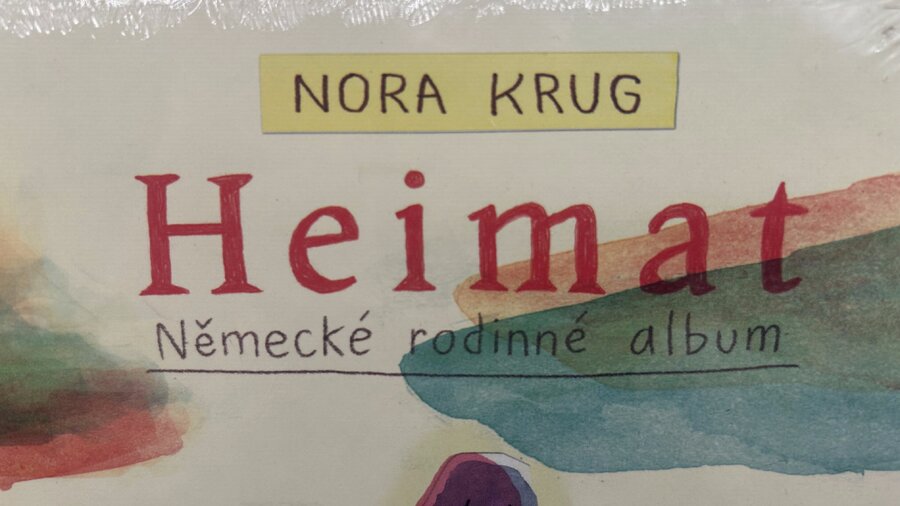 NORA KRUG
Heimat
Německé rodinné album